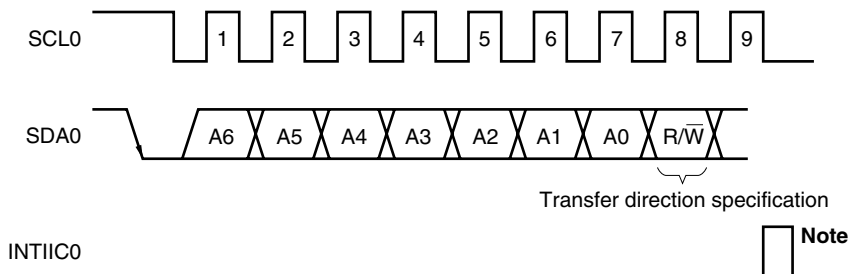 SCL0 1 2 3 4 5 6 7 8 9
SDA0 A6 A5 A4 A3 A2 A1 A0 R/W̅
Transfer direction specification
Note
INTIIC0